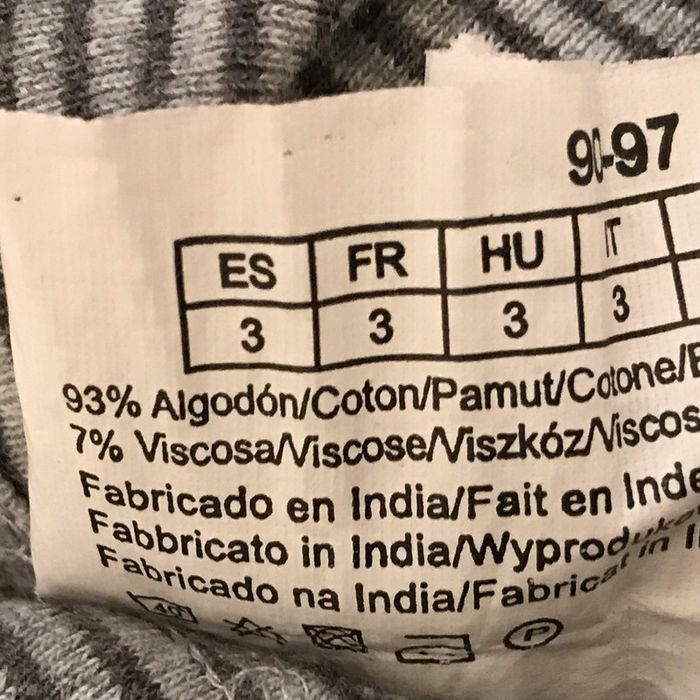 90-97
ES FR HU IT
3 3 3 3
93% Algodón/Coton/Pamut/Cotone/
7% Viscosa/Viscose/Viszkóz/Viscos
Fabricado en India/Fait en Inde
Fabbricato in India/Wyproduk
Fabricado na India/Fabricat in I
40
P